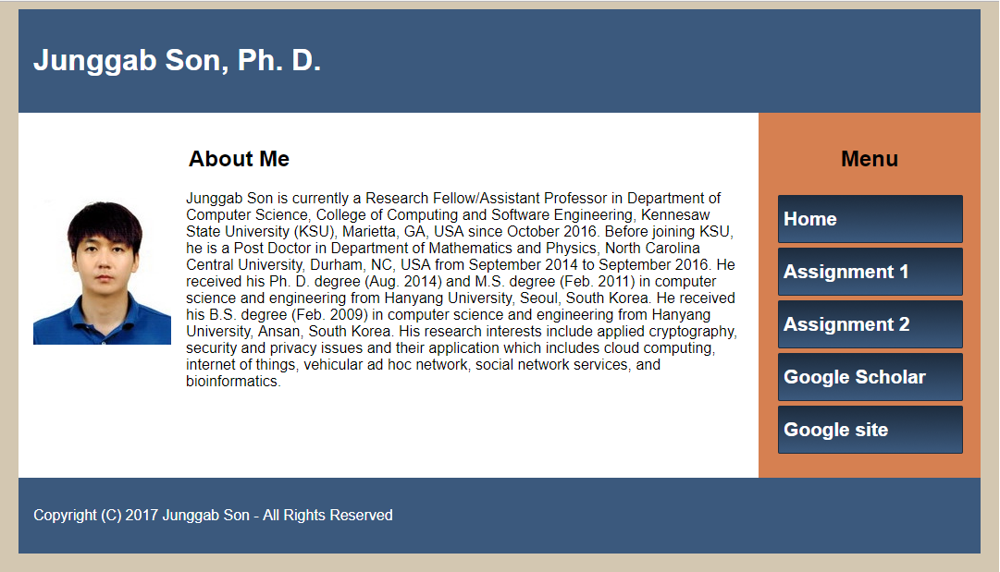 Junggab Son, Ph. D.
About Me
Junggab Son is currently a Research Fellow/Assistant Professor in Department of
Computer Science, College of Computing and Software Engineering, Kennesaw
State University (KSU), Marietta, GA, USA since October 2016. Before joining KSU,
he is a Post Doctor in Department of Mathematics and Physics, North Carolina
Central University, Durham, NC, USA from September 2014 to September 2016. He
received his Ph. D. degree (Aug. 2014) and M.S. degree (Feb. 2011) in computer
science and engineering from Hanyang University, Seoul, South Korea. He received
his B.S. degree (Feb. 2009) in computer science and engineering from Hanyang
University, Ansan, South Korea. His research interests include applied cryptography,
security and privacy issues and their application which includes cloud computing,
internet of things, vehicular ad hoc network, social network services, and
bioinformatics.
Menu
Home
Assignment 1
Assignment 2
Google Scholar
Google site
Copyright (C) 2017 Junggab Son - All Rights Reserved